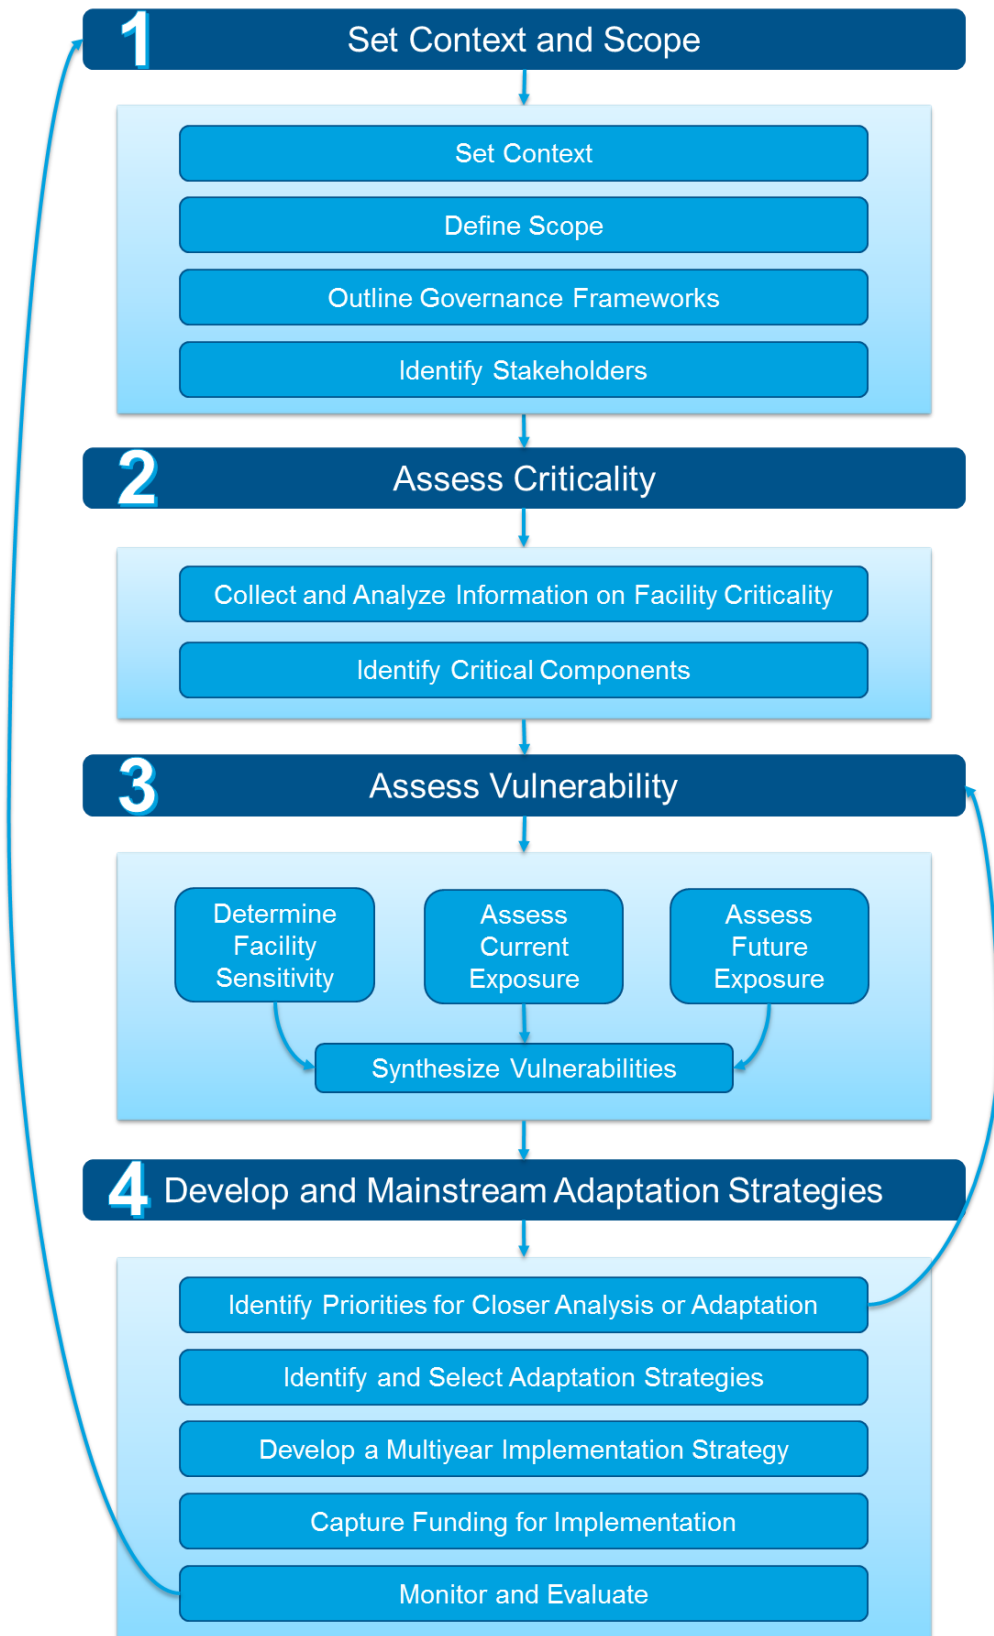 1 Set Context and Scope
Set Context
Define Scope
Outline Governance Frameworks
Identify Stakeholders
2 Assess Criticality
Collect and Analyze Information on Facility Criticality
Identify Critical Components
3 Assess Vulnerability
Determine
Facility
Sensitivity
Assess
Current
Exposure
Assess
Future
Exposure
Synthesize Vulnerabilities
4 Develop and Mainstream Adaptation Strategies
Identify Priorities for Closer Analysis or Adaptation
Identify and Select Adaptation Strategies
Develop a Multiyear Implementation Strategy
Capture Funding for Implementation
Monitor and Evaluate